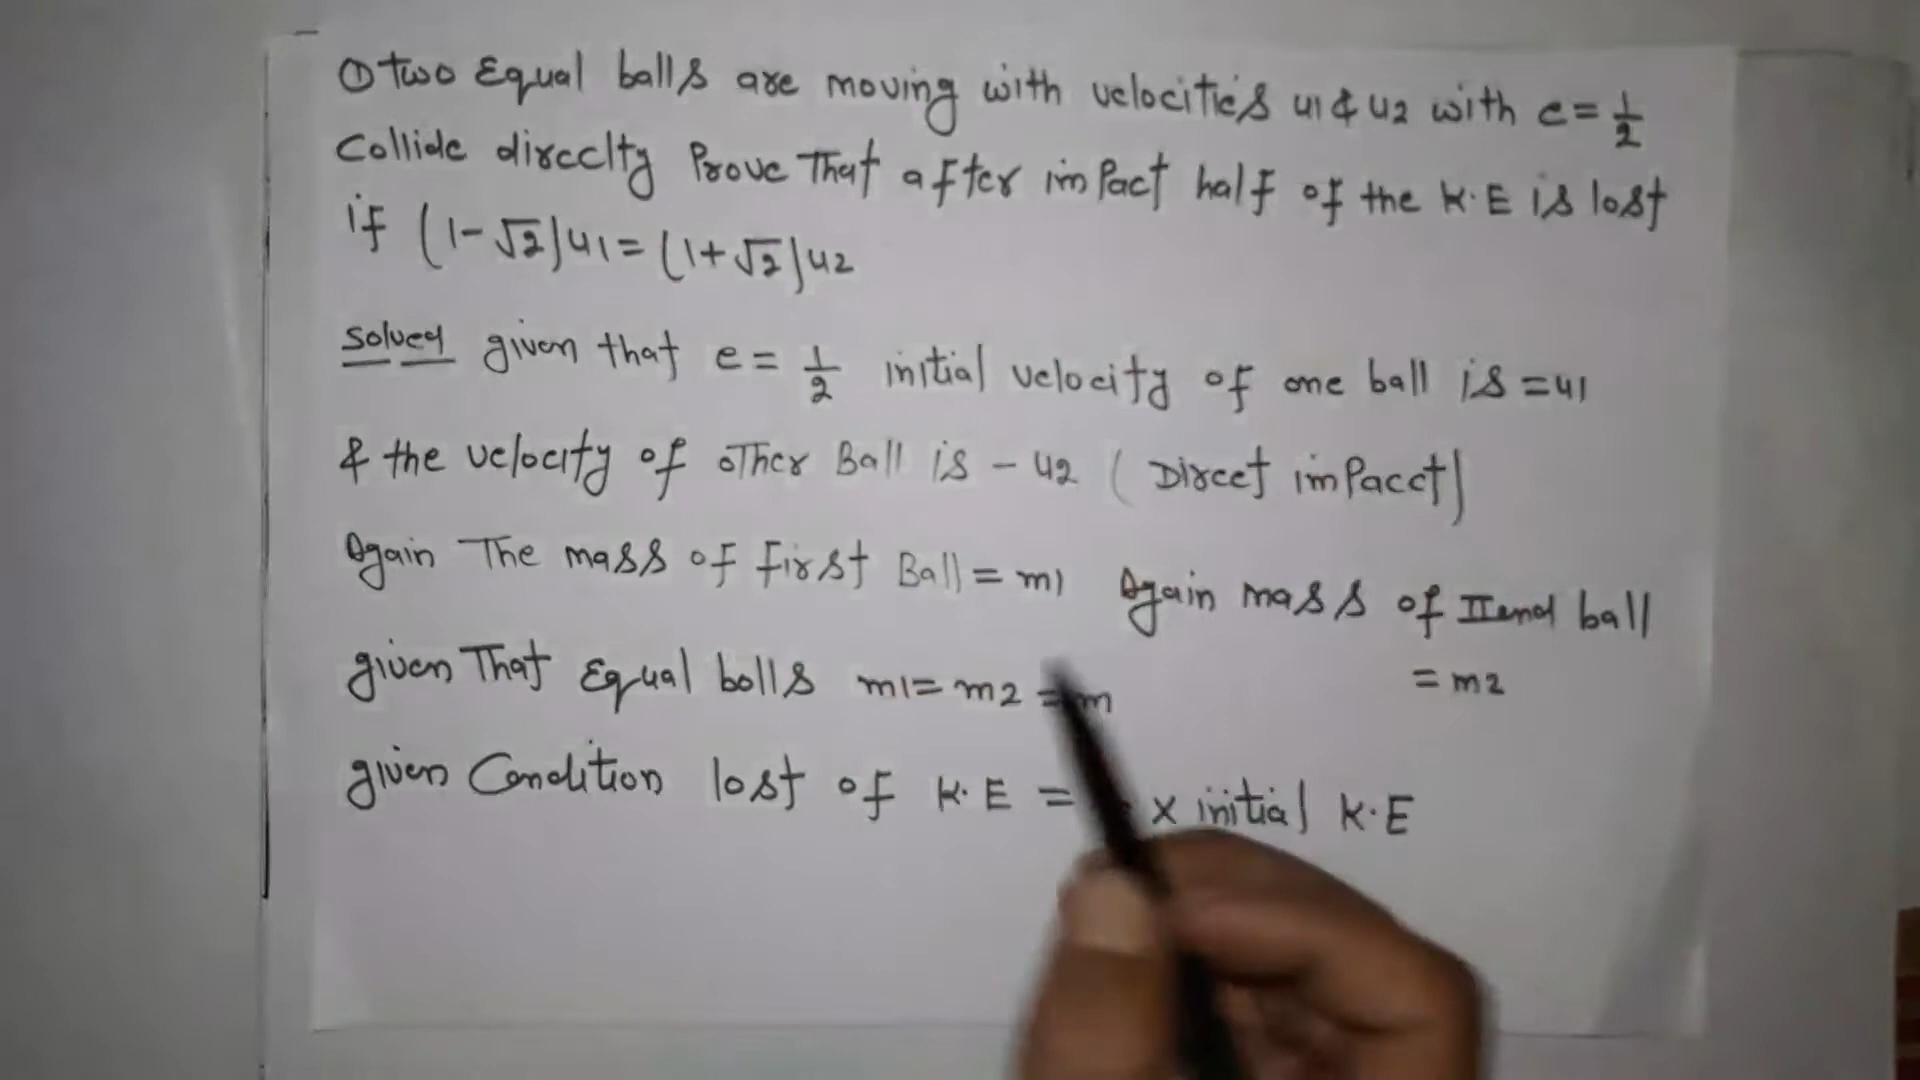 ① two Equal balls are moving with velocities u1 & u2 with e = 1/2
Collide direclty Prove That after impact half of the K.E is lost
if (1-√2)u1 = (1+√2)u2
Solved given that e = 1/2 initial velocity of one ball is = u1
& the velocity of oTher Ball is - u2 ( Direct imPacct)
Again The mass of first Ball = m1 Again mass of IIend ball
= m2
given That Equal bolls m1 = m2 = m
given Condition lost of K.E = x initial K.E